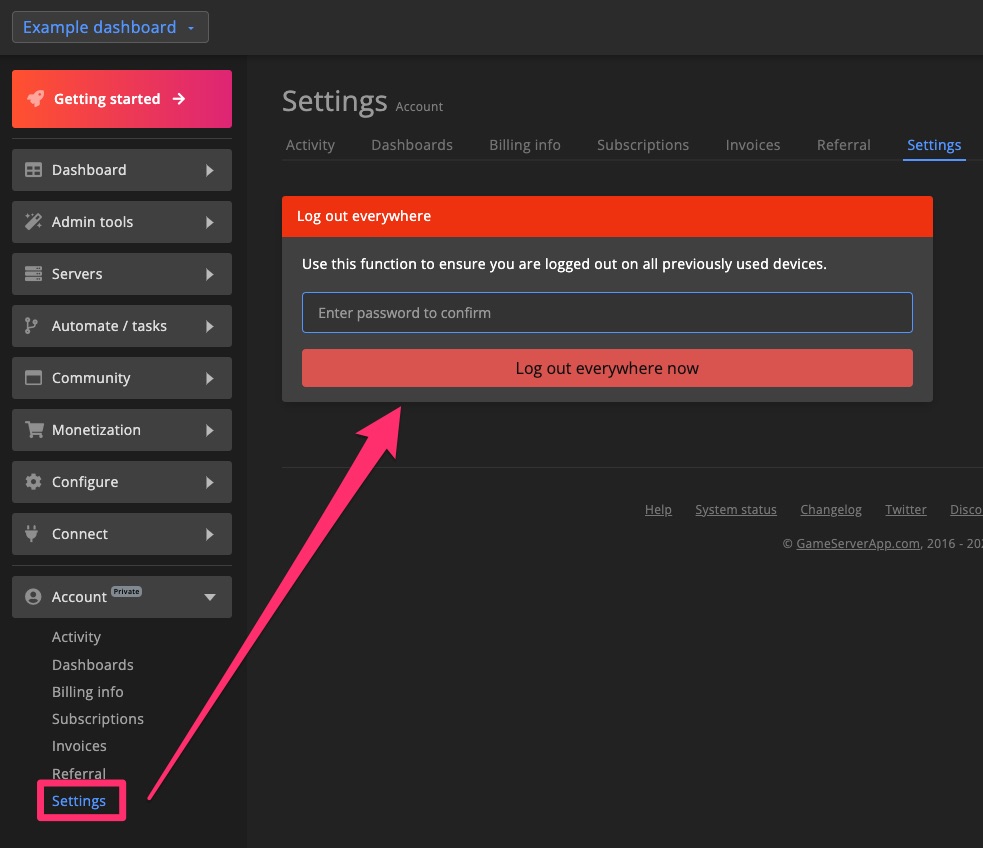 Example dashboard
Getting started
Dashboard
Admin tools
Servers
Automate / tasks
Community
Monetization
Configure
Connect
Account Private
Activity
Dashboards
Billing info
Subscriptions
Invoices
Referral
Settings
Settings Account
Activity Dashboards Billing info Subscriptions Invoices Referral Settings
Log out everywhere
Use this function to ensure you are logged out on all previously used devices.
Enter password to confirm
Log out everywhere now
Help System status Changelog Twitter Disco
© GameServerApp.com, 2016 - 20